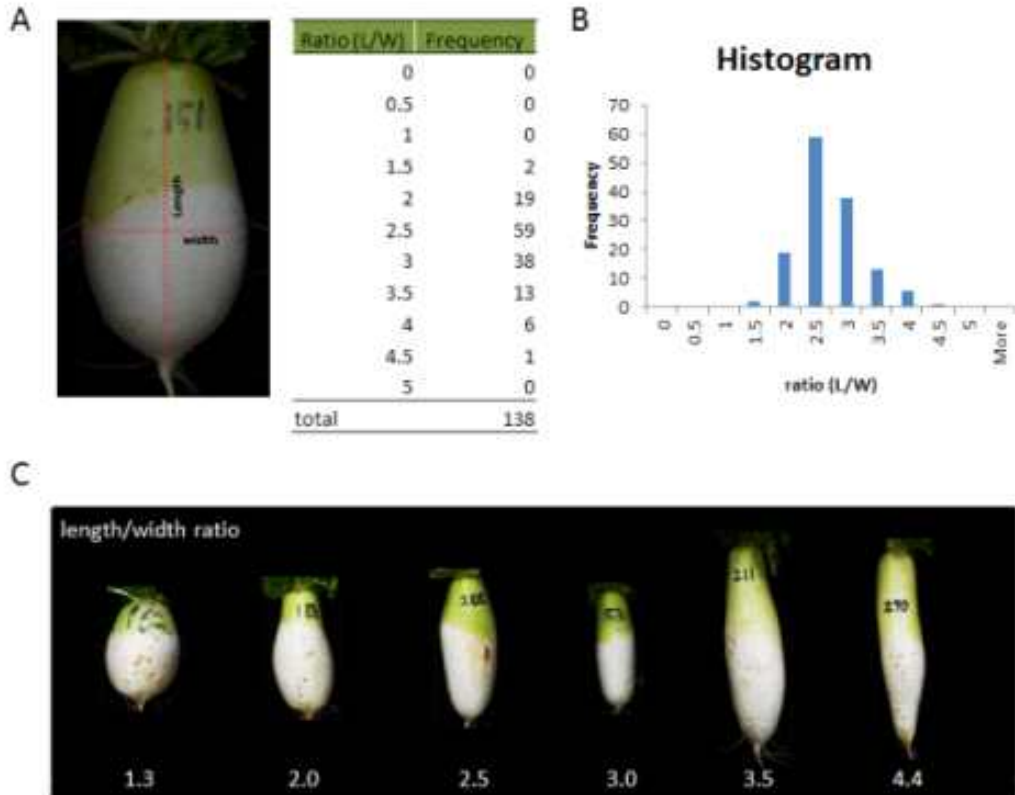 A
Ratio (L/W) Frequency
0 0
0.5 0
1 0
1.5 2
2 19
2.5 59
3 38
3.5 13
4 6
4.5 1
5 0
total 138
Length
width
B
Histogram
Frequency
70
60
50
40
30
20
10
0
0 0.5 1 1.5 2 2.5 3 3.5 4 4.5 5 More
ratio (L/W)
C
length/width ratio
211
290
1.3 2.0 2.5 3.0 3.5 4.4